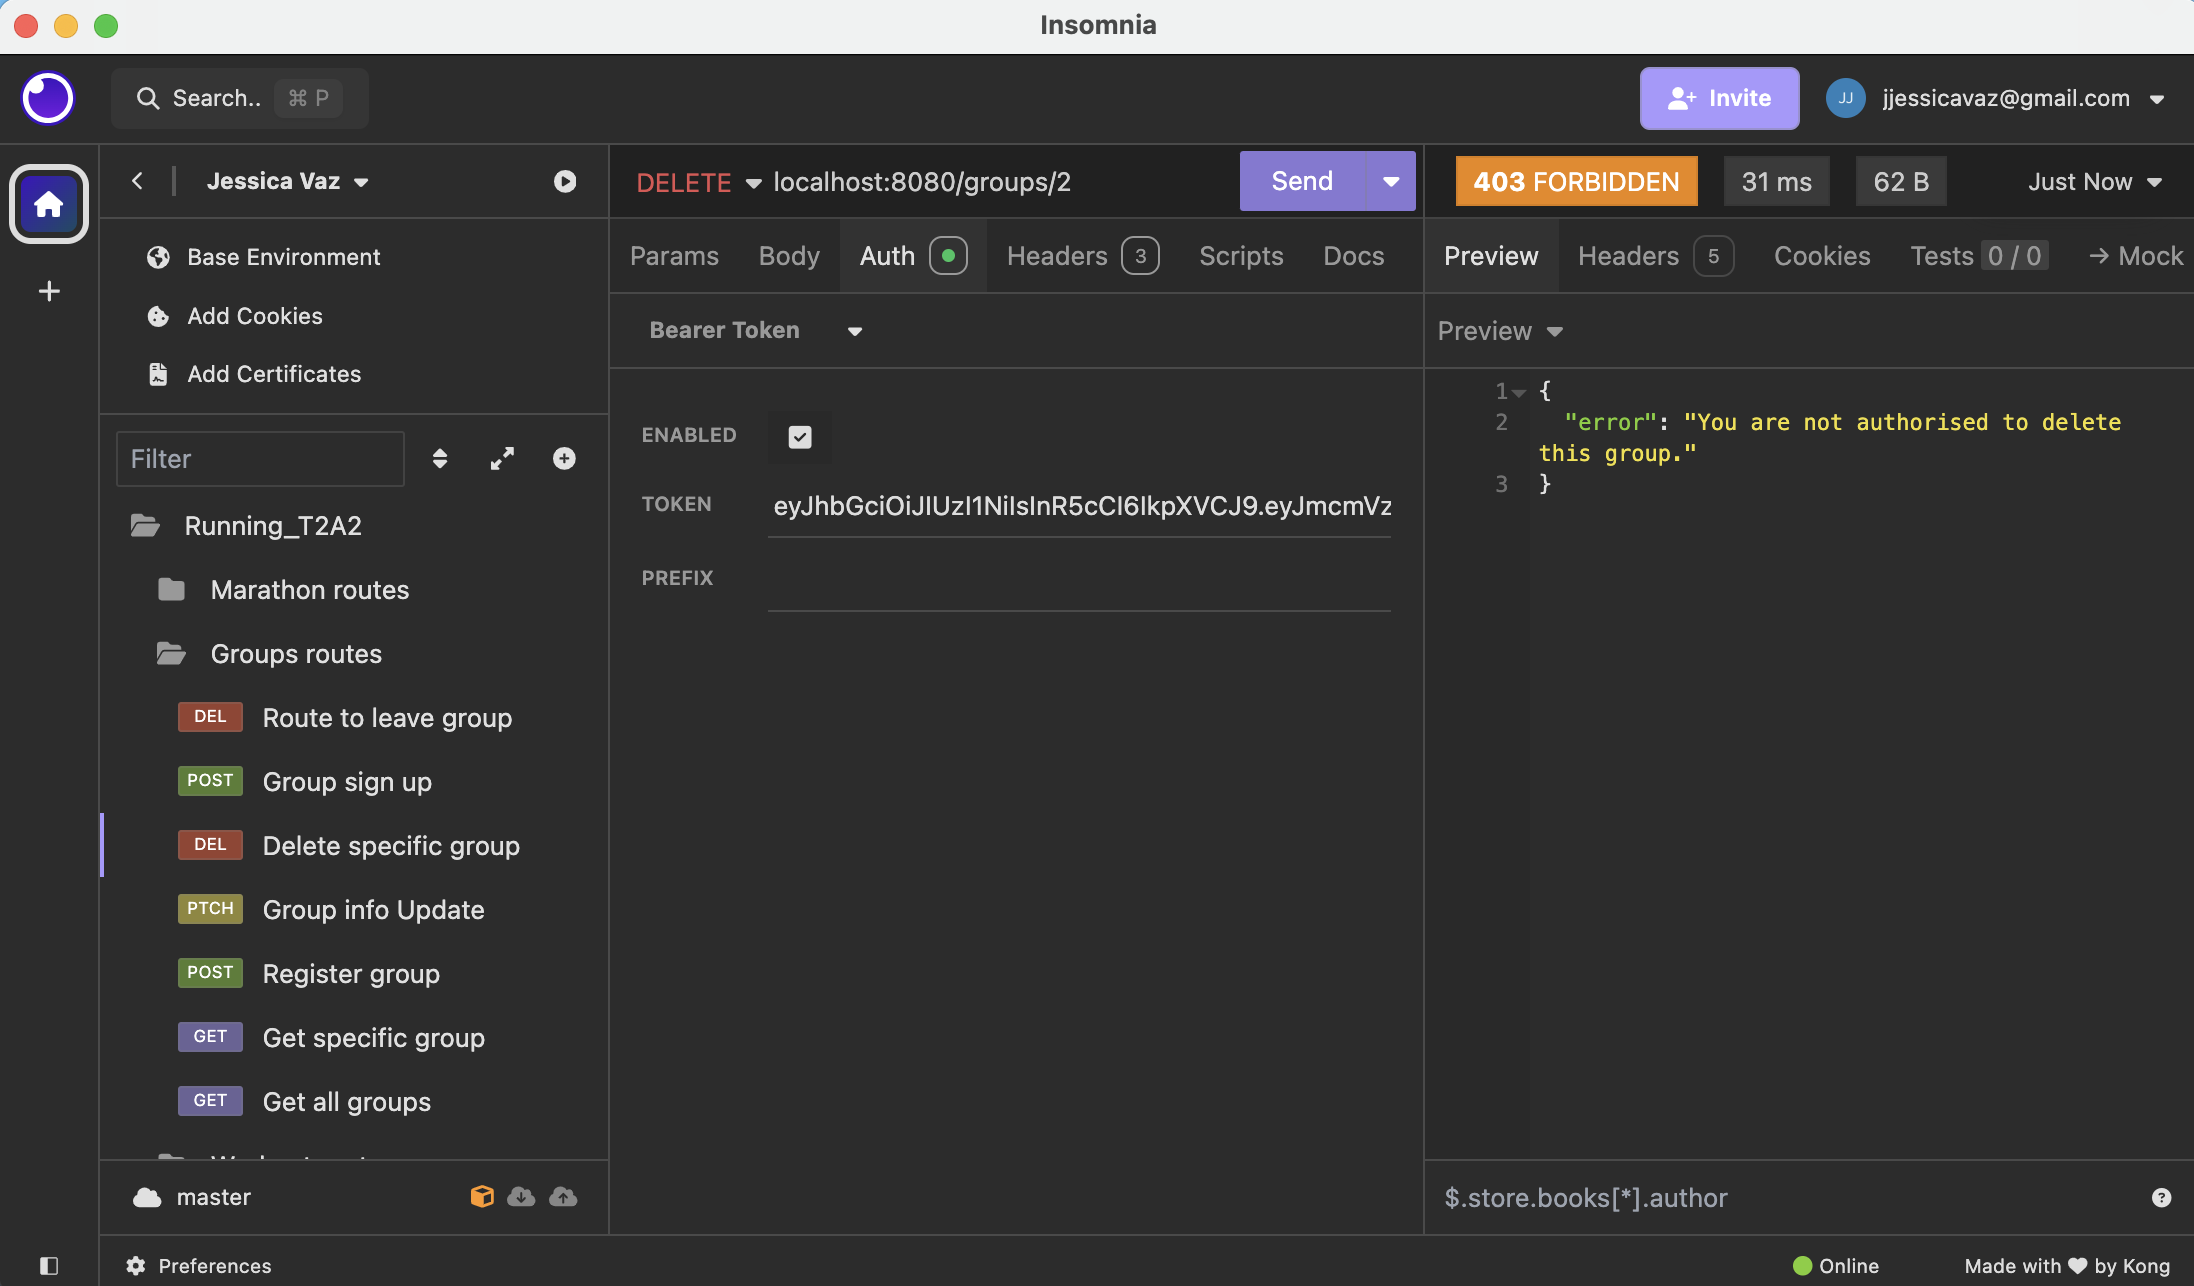 Insomnia
Search.. ⌘ P
Invite
JJ jjessicavaz@gmail.com
Jessica Vaz
Base Environment
Add Cookies
Add Certificates
Filter
Running_T2A2
Marathon routes
Groups routes
DEL Route to leave group
POST Group sign up
DEL Delete specific group
PTCH Group info Update
POST Register group
GET Get specific group
GET Get all groups
master
Preferences
DELETE localhost:8080/groups/2 Send
Params Body Auth Headers 3 Scripts Docs
Bearer Token
ENABLED
TOKEN eyJhbGciOiJIUzI1NiIsInR5cCI6IkpXVCJ9.eyJmcmVz
PREFIX
403 FORBIDDEN 31 ms 62 B Just Now
Preview Headers 5 Cookies Tests 0 / 0 → Mock
Preview
1 {
2 "error": "You are not authorised to delete
this group."
3 }
$.store.books[*].author
Online Made with ♥ by Kong